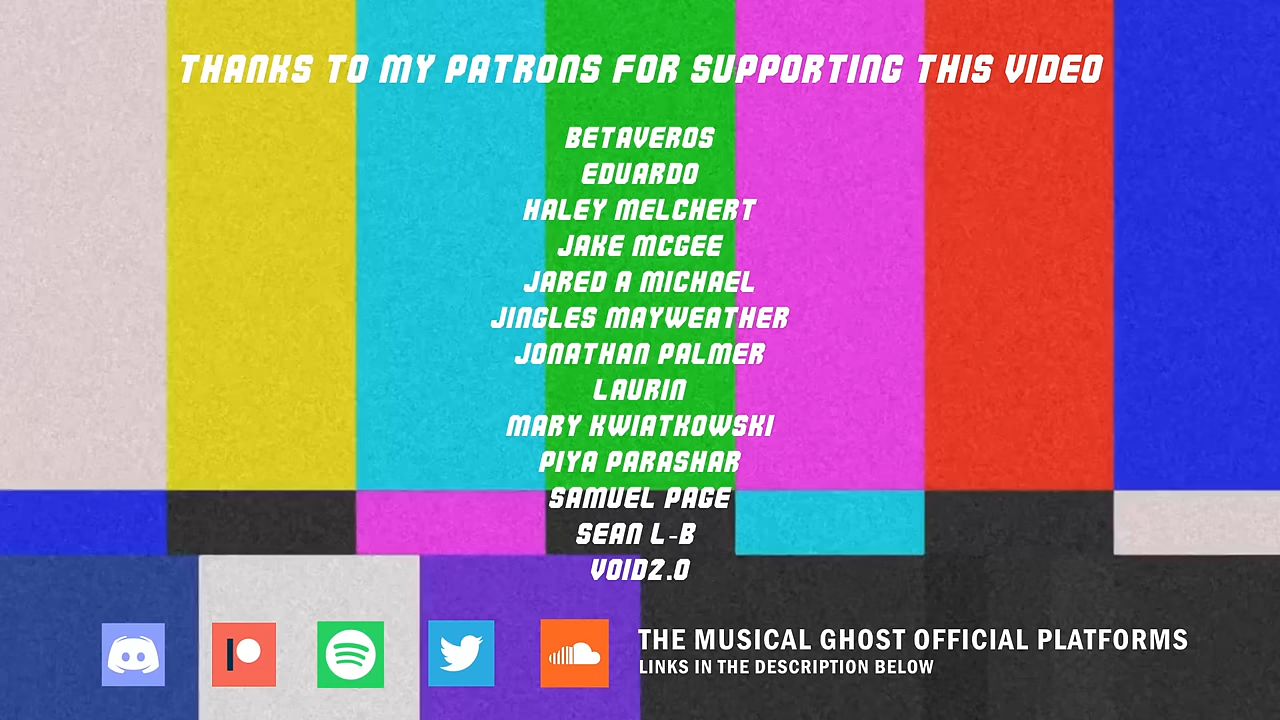 THANKS TO MY PATRONS FOR SUPPORTING THIS VIDEO
BETAVEROS
EDUARDO
HALEY MELCHERT
JAKE MCGEE
JARED A MICHAEL
JINGLES MAYWEATHER
JONATHAN PALMER
LAURIN
MARY KWIATKOWSKI
PIYA PARASHAR
SAMUEL PAGE
SEAN L-B
VOID2.0
THE MUSICAL GHOST OFFICIAL PLATFORMS
LINKS IN THE DESCRIPTION BELOW